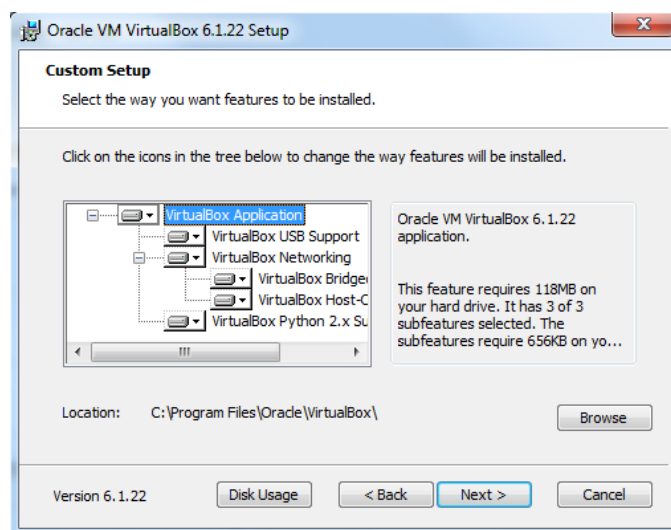 Oracle VM VirtualBox 6.1.22 Setup
Custom Setup
Select the way you want features to be installed.
Click on the icons in the tree below to change the way features will be installed.
VirtualBox Application
VirtualBox USB Support
VirtualBox Networking
VirtualBox Bridge
VirtualBox Host-C
VirtualBox Python 2.x Su
Oracle VM VirtualBox 6.1.22
application.
This feature requires 118MB on
your hard drive. It has 3 of 3
subfeatures selected. The
subfeatures require 656KB on yo...
Location: C:\Program Files\Oracle\VirtualBox\
Browse
Version 6.1.22
Disk Usage
< Back
Next >
Cancel